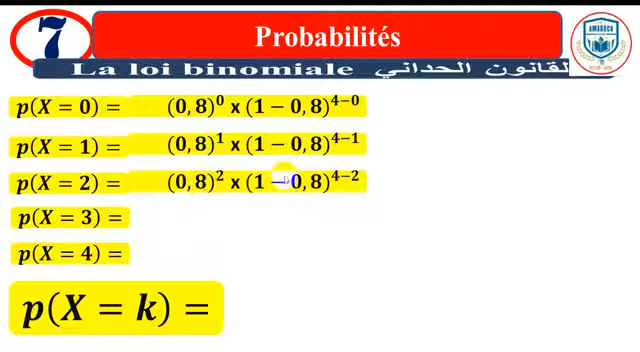 7
Probabilités
AMAROCH
La loi binomiale القانون الحداني
p(X = 0) = (0,8)⁰ x (1 − 0,8)⁴⁻⁰
p(X = 1) = (0,8)¹ x (1 − 0,8)⁴⁻¹
p(X = 2) = (0,8)² x (1 − 0,8)⁴⁻²
p(X = 3) =
p(X = 4) =
p(X = k) =